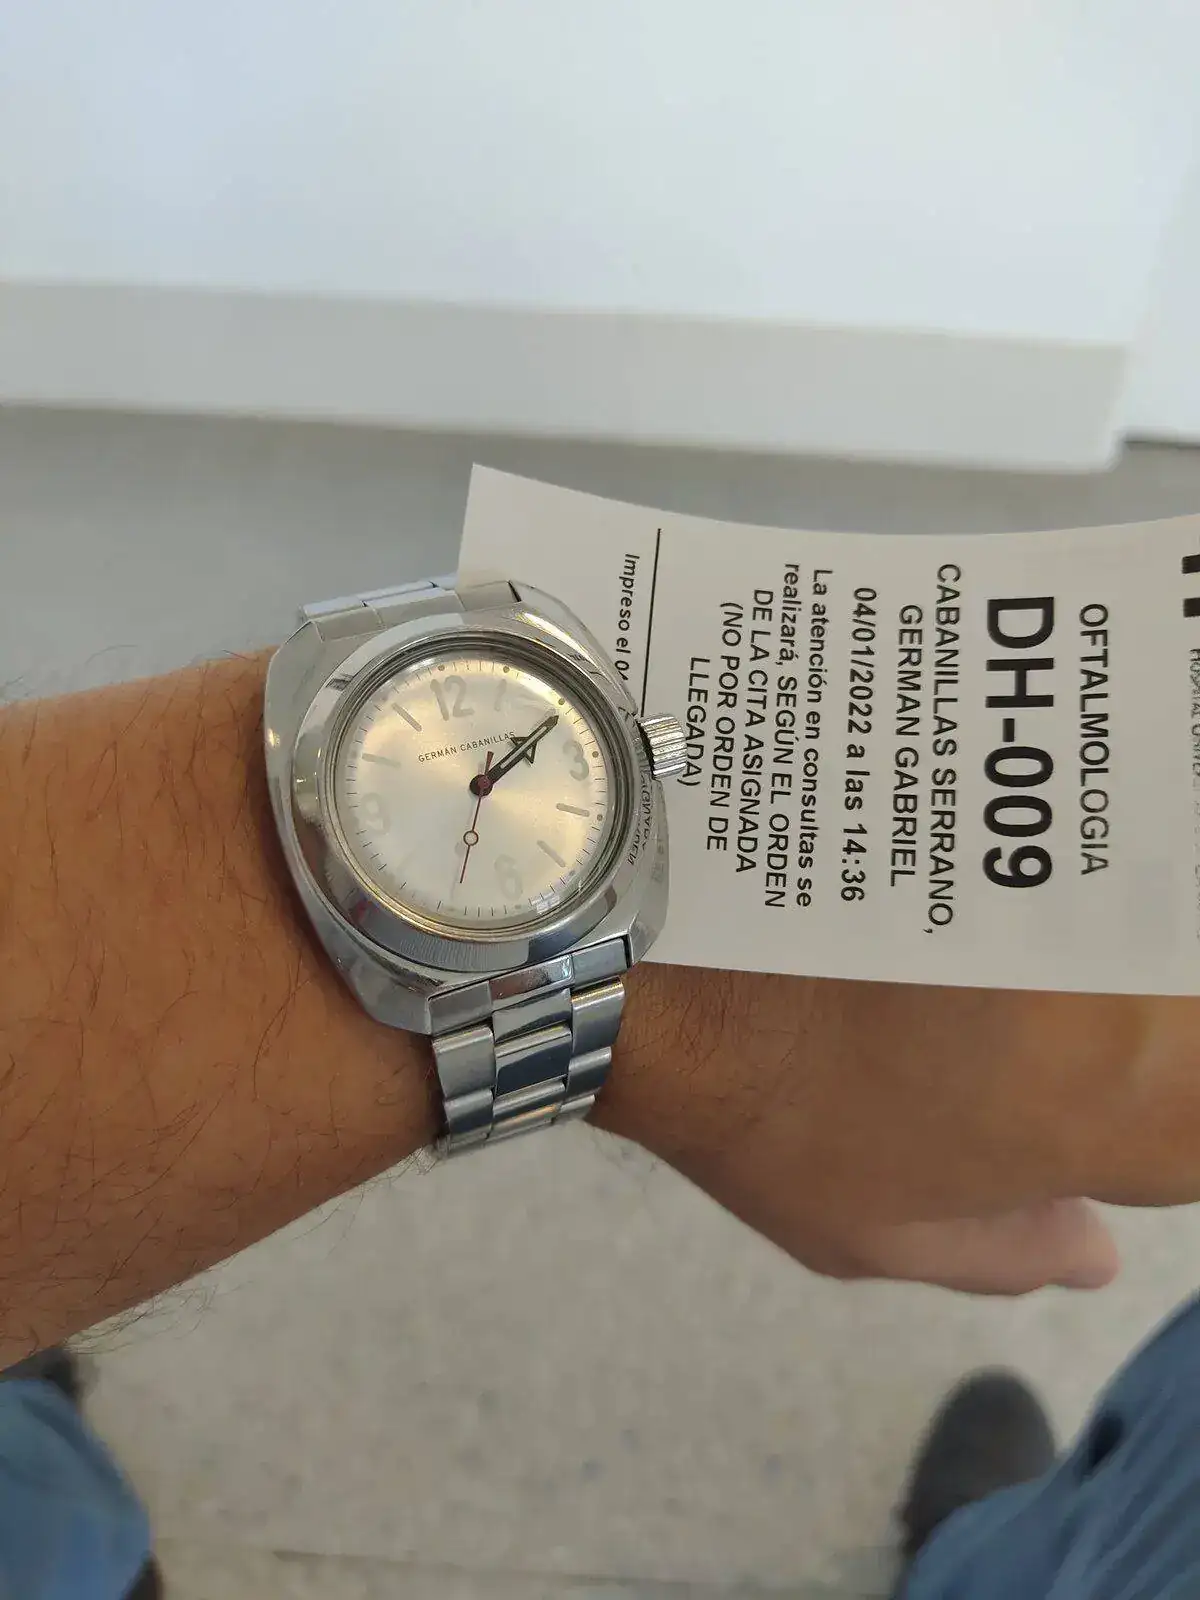 OFTALMOLOGIA
DH-009
CABANILLAS SERRANO,
GERMAN GABRIEL
04/01/2022 a las 14:36
La atención en consultas se
realizará, SEGÚN EL ORDEN
DE LA CITA ASIGNADA
(NO POR ORDEN DE
LLEGADA)
Impreso el 04
12
3
6
9
GERMÁN CABANILLAS